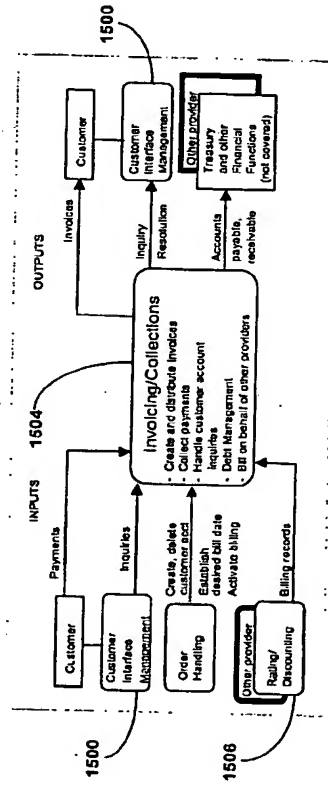 1504
INPUTS
OUTPUTS
Customer
Payments
Customer
Interface
Management
Inquiries
1500
Order
Handling
Create, delete
customer acct
Establish
desired bill date
Activate billing
Other provider
Rating/
Discounting
Billing records
1506
Invoicing/Collections
- Create and distribute Invoices
- Collect payments
- Handle customer account
Inquiries
- Debt Management
- Bill on behalf of other providers
Invoices
Customer
Inquiry
Resolution
Customer
Interface
Management
1500
Accounts
payable,
receivable
Other provider
Treasury
and other
Financial
Functions
(not covered)